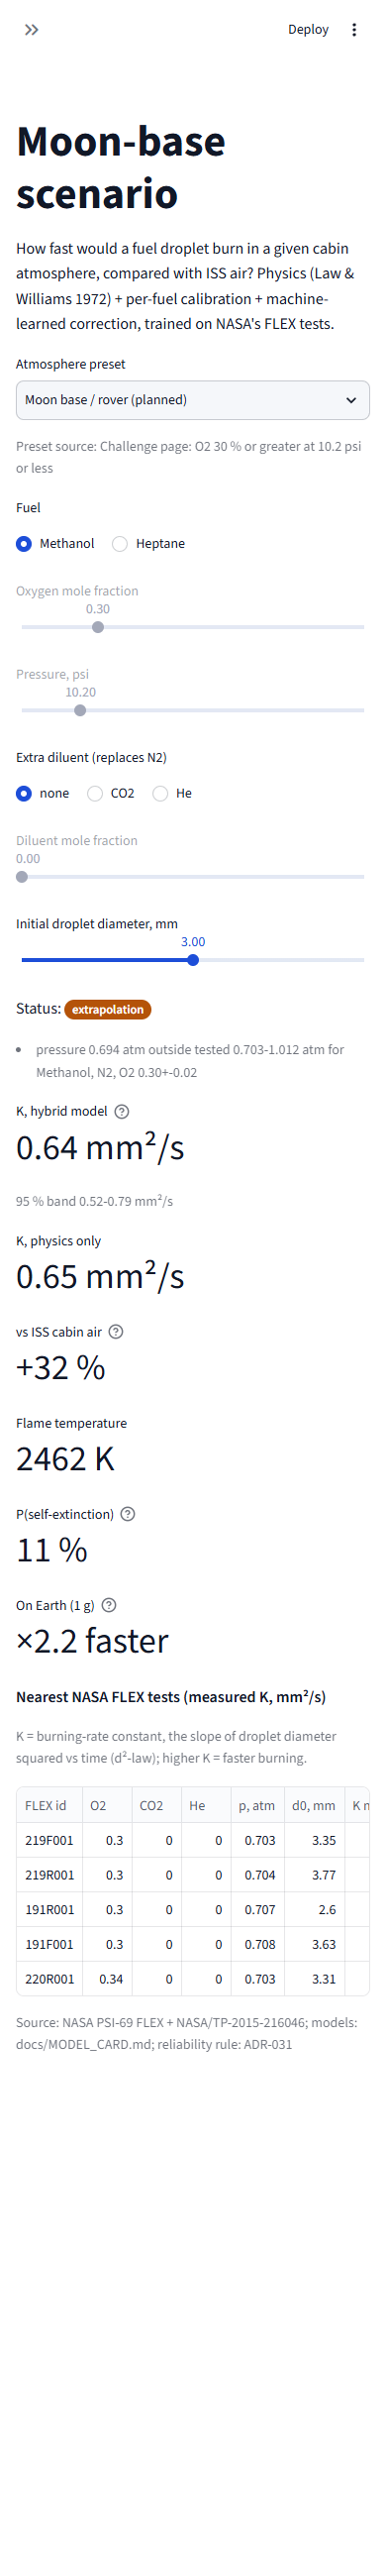 Deploy
Moon-base
scenario
How fast would a fuel droplet burn in a given cabin
atmosphere, compared with ISS air? Physics (Law &
Williams 1972) + per-fuel calibration + machine-
learned correction, trained on NASA's FLEX tests.
Atmosphere preset
Moon base / rover (planned)
Preset source: Challenge page: O2 30 % or greater at 10.2 psi
or less
Fuel
Methanol Heptane
Oxygen mole fraction
0.30
Pressure, psi
10.20
Extra diluent (replaces N2)
none CO2 He
Diluent mole fraction
0.00
Initial droplet diameter, mm
3.00
Status: extrapolation
• pressure 0.694 atm outside tested 0.703-1.012 atm for
Methanol, N2, O2 0.30+-0.02
K, hybrid model
0.64 mm²/s
95 % band 0.52-0.79 mm²/s
K, physics only
0.65 mm²/s
vs ISS cabin air
+32 %
Flame temperature
2462 K
P(self-extinction)
11 %
On Earth (1 g)
×2.2 faster
Nearest NASA FLEX tests (measured K, mm²/s)
K = burning-rate constant, the slope of droplet diameter
squared vs time (d²-law); higher K = faster burning.
FLEX id O2 CO2 He p, atm d0, mm K
219F001 0.3 0 0 0.703 3.35
219R001 0.3 0 0 0.704 3.77
191R001 0.3 0 0 0.707 2.6
191F001 0.3 0 0 0.708 3.63
220R001 0.34 0 0 0.703 3.31
Source: NASA PSI-69 FLEX + NASA/TP-2015-216046; models:
docs/MODEL_CARD.md; reliability rule: ADR-031